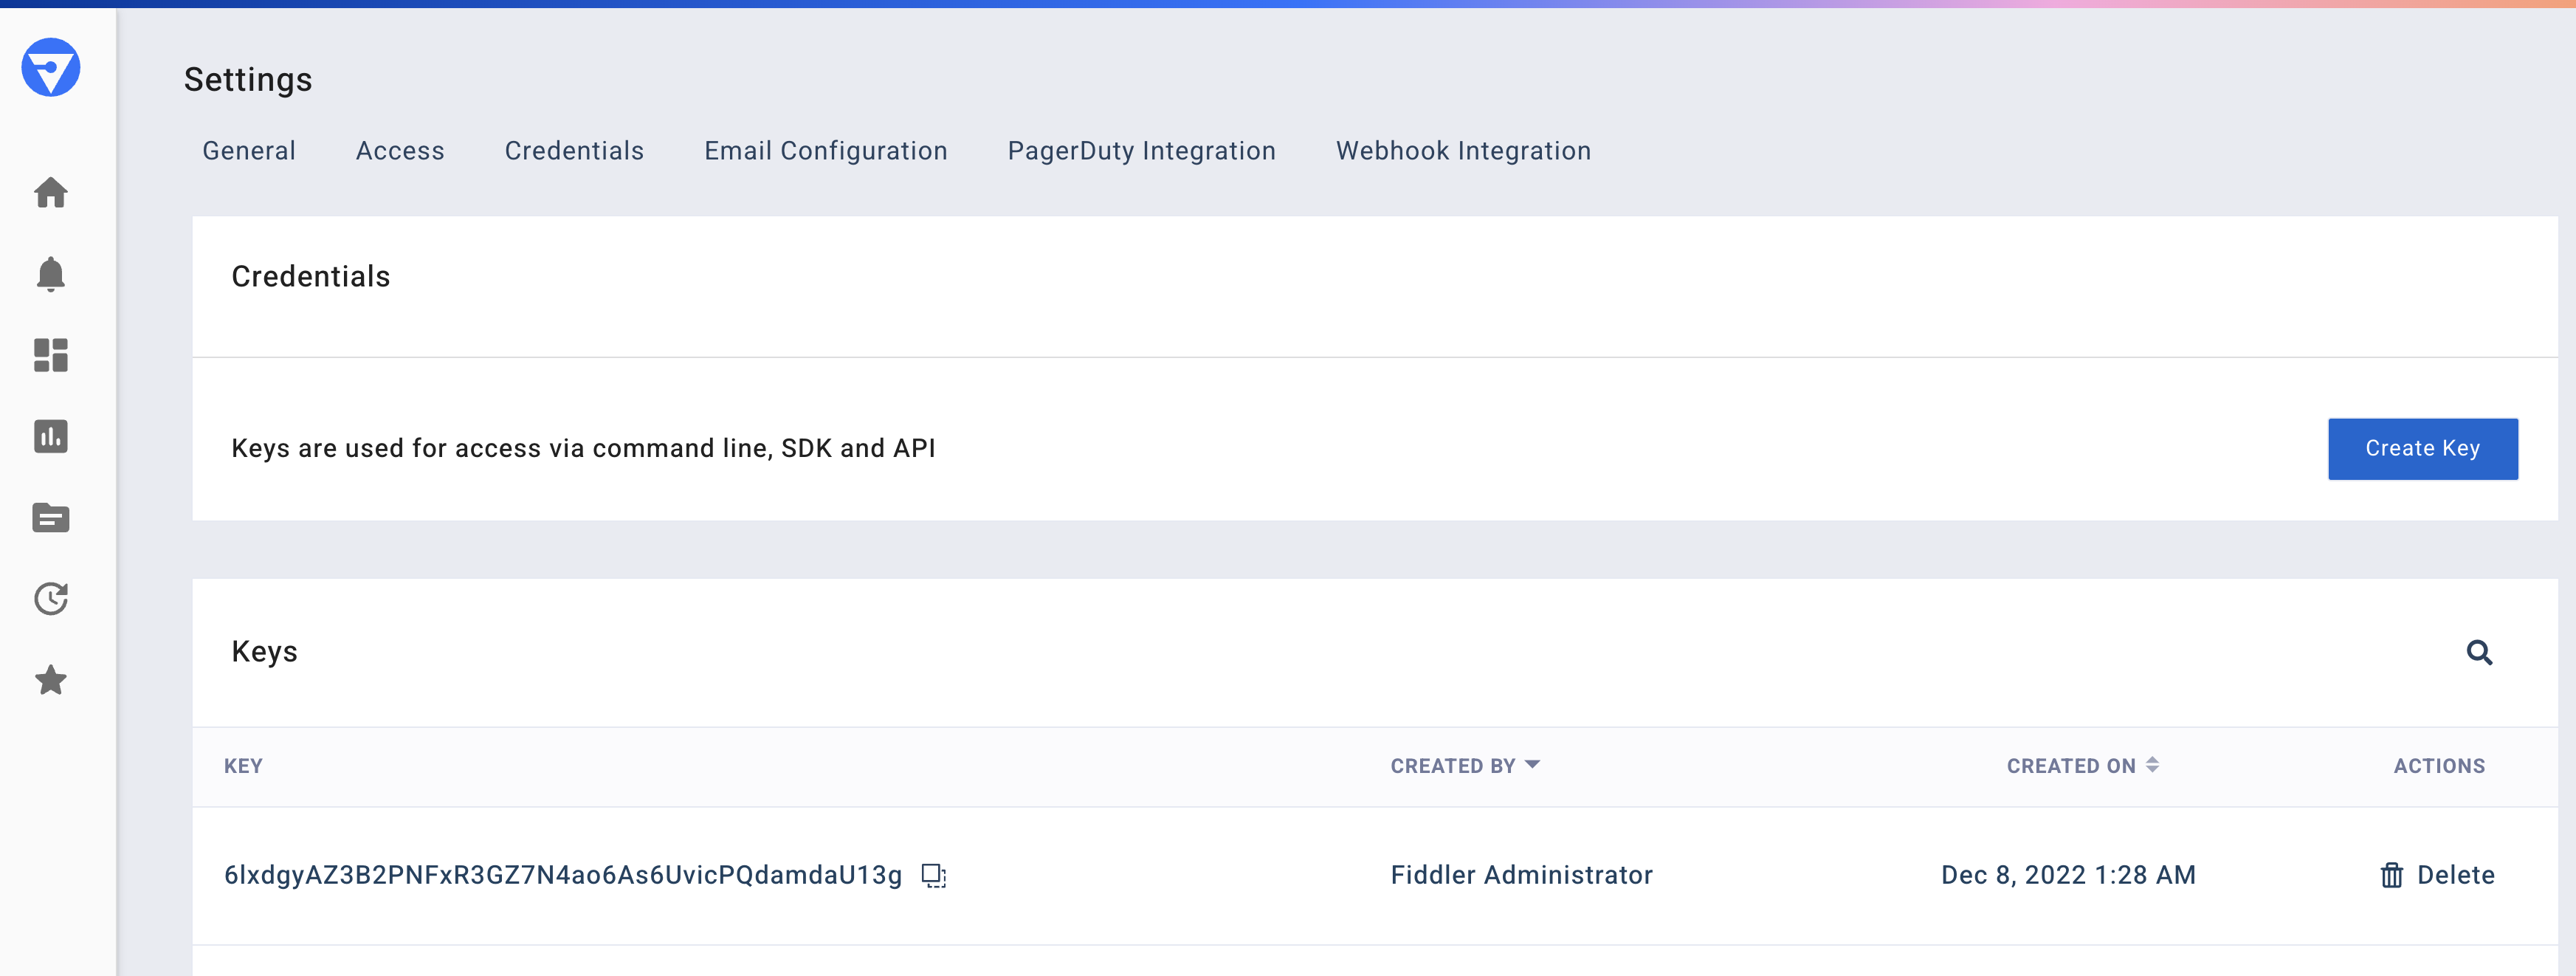 Settings
General Access Credentials Email Configuration PagerDuty Integration Webhook Integration
Credentials
Keys are used for access via command line, SDK and API Create Key
Keys
KEY CREATED BY CREATED ON ACTIONS
6lxdgyAZ3B2PNFxR3GZ7N4ao6As6UvicPQdamdaU13g Fiddler Administrator Dec 8, 2022 1:28 AM Delete